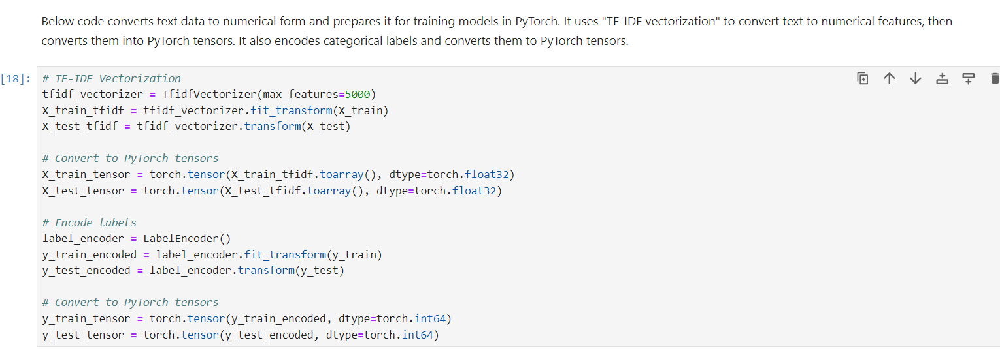 Below code converts text data to numerical form and prepares it for training models in PyTorch. It uses "TF-IDF vectorization" to convert text to numerical features, then
converts them into PyTorch tensors. It also encodes categorical labels and converts them to PyTorch tensors.
[18]: # TF-IDF Vectorization
tfidf_vectorizer = TfidfVectorizer(max_features=5000)
X_train_tfidf = tfidf_vectorizer.fit_transform(X_train)
X_test_tfidf = tfidf_vectorizer.transform(X_test)

# Convert to PyTorch tensors
X_train_tensor = torch.tensor(X_train_tfidf.toarray(), dtype=torch.float32)
X_test_tensor = torch.tensor(X_test_tfidf.toarray(), dtype=torch.float32)

# Encode labels
label_encoder = LabelEncoder()
y_train_encoded = label_encoder.fit_transform(y_train)
y_test_encoded = label_encoder.transform(y_test)

# Convert to PyTorch tensors
y_train_tensor = torch.tensor(y_train_encoded, dtype=torch.int64)
y_test_tensor = torch.tensor(y_test_encoded, dtype=torch.int64)